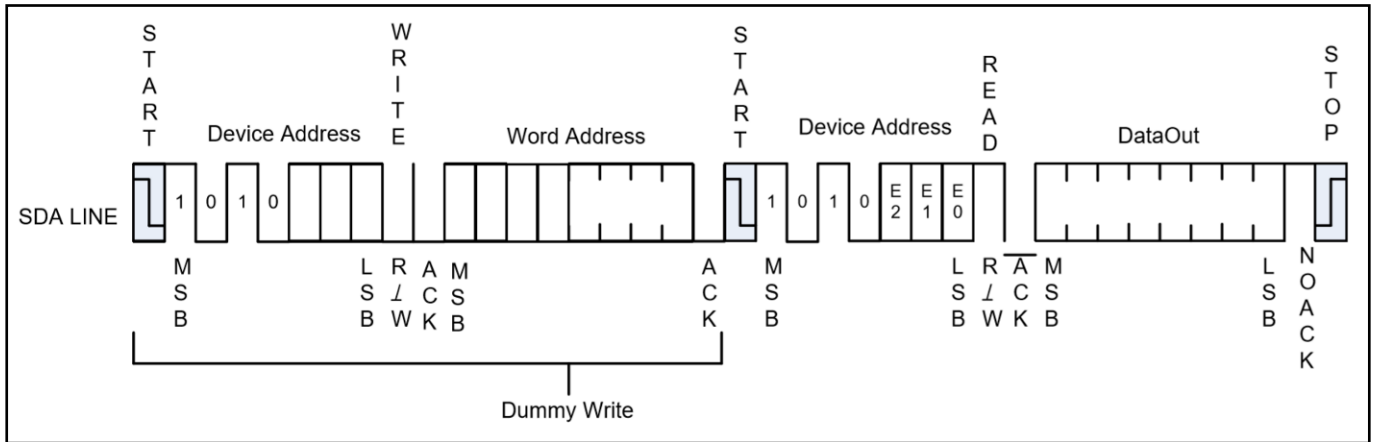 START
WRITE
START
READ
STOP
Device Address
Word Address
Device Address
DataOut
SDA LINE
1 0 1 0
1 0 1 0 E2 E1 E0
MSB
LSB
R/W
ACK
MSB
ACK
MSB
LSB
R/W
ACK
MSB
LSB
NOACK
Dummy Write